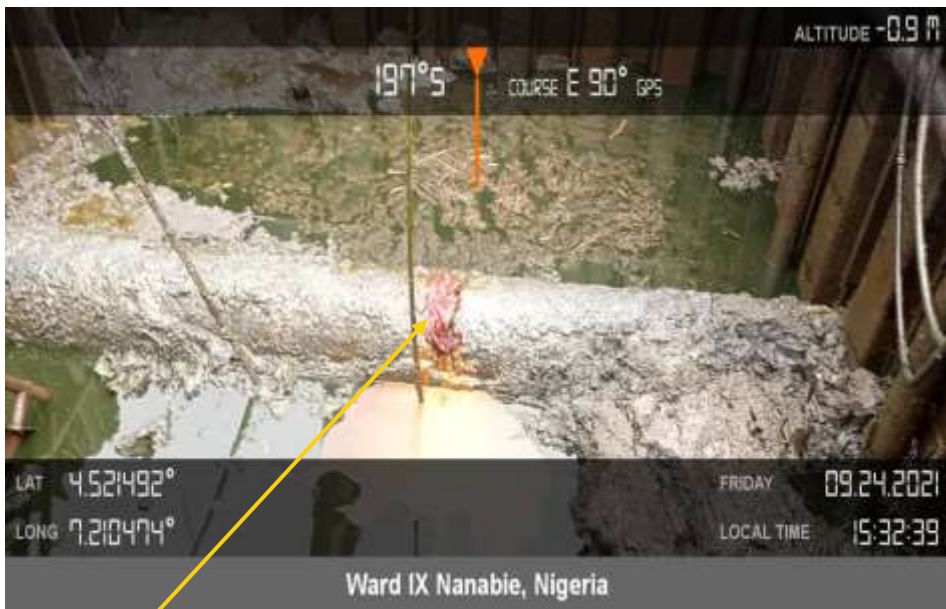 ALTITUDE -0.9 m
197°S COURSE E 90° GPS
LAT 4.521492°
LONG 7.210474°
FRIDAY 09.24.2021
LOCAL TIME 15:32:39
Ward IX Nanabie, Nigeria